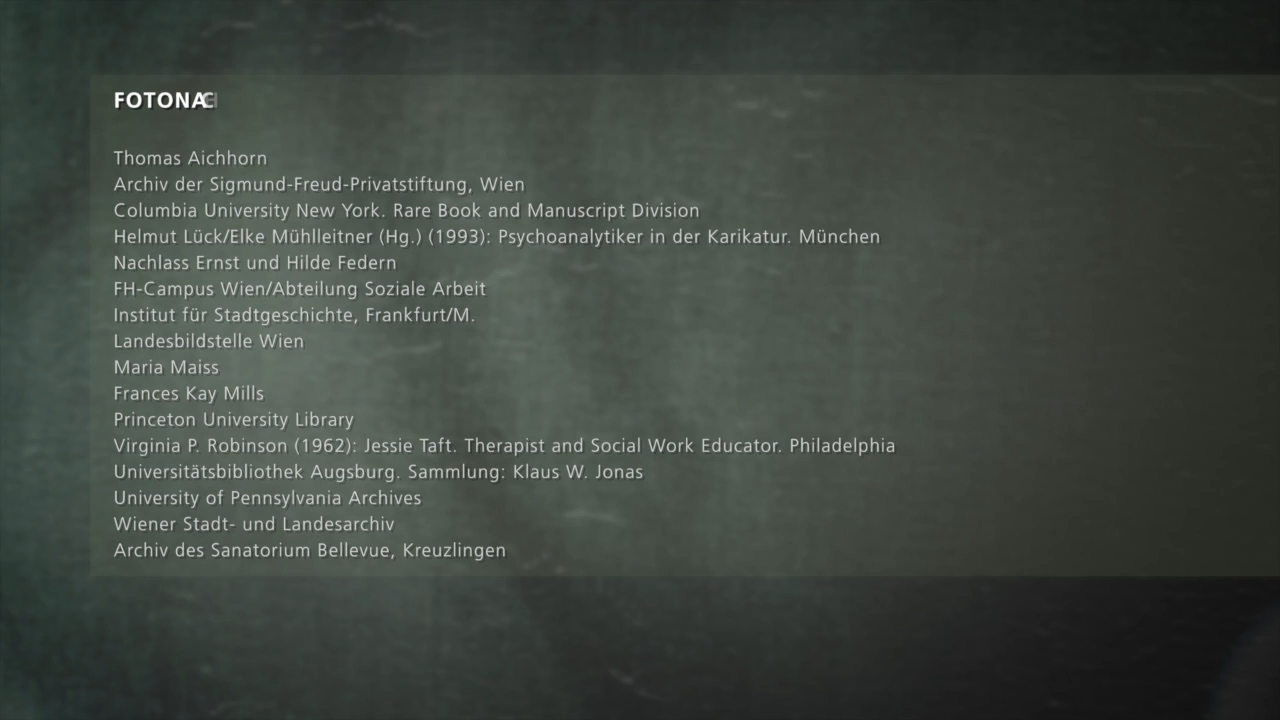 FOTONAC
Thomas Aichhorn
Archiv der Sigmund-Freud-Privatstiftung, Wien
Columbia University New York. Rare Book and Manuscript Division
Helmut Lück/Elke Mühlleitner (Hg.) (1993): Psychoanalytiker in der Karikatur. München
Nachlass Ernst und Hilde Federn
FH-Campus Wien/Abteilung Soziale Arbeit
Institut für Stadtgeschichte, Frankfurt/M.
Landesbildstelle Wien
Maria Maiss
Frances Kay Mills
Princeton University Library
Virginia P. Robinson (1962): Jessie Taft. Therapist and Social Work Educator. Philadelphia
Universitätsbibliothek Augsburg. Sammlung: Klaus W. Jonas
University of Pennsylvania Archives
Wiener Stadt- und Landesarchiv
Archiv des Sanatorium Bellevue, Kreuzlingen